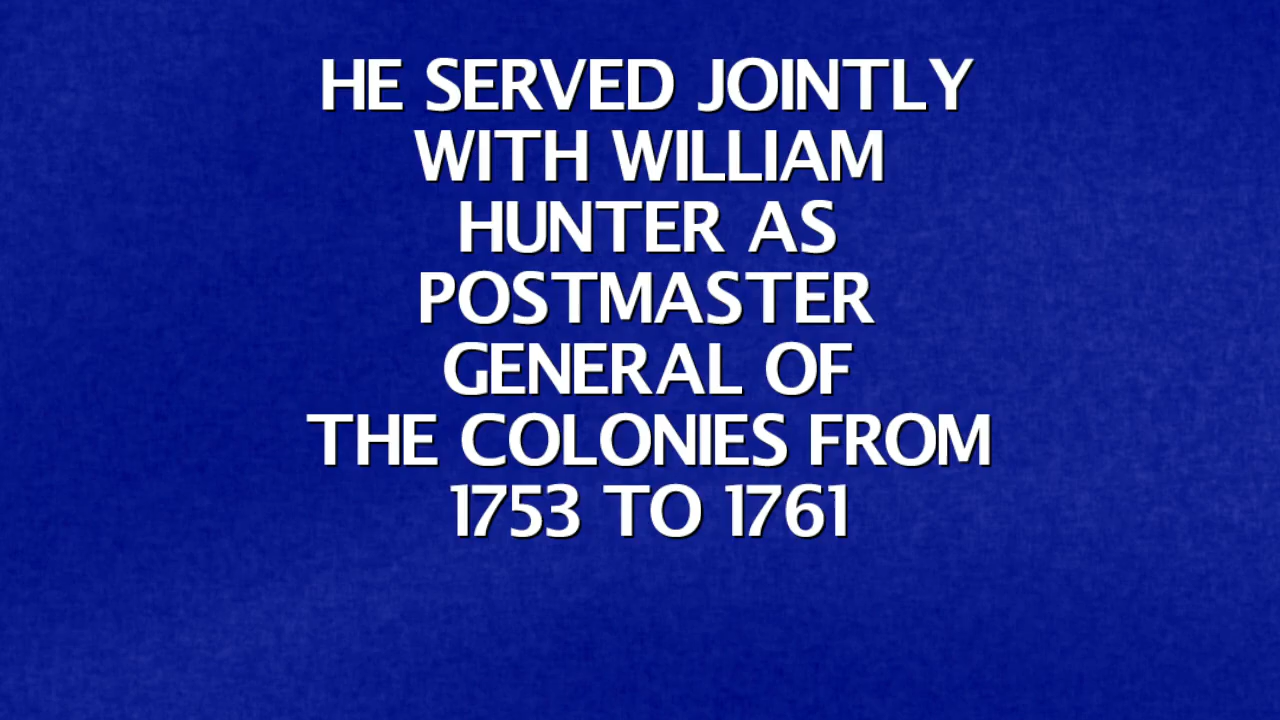 HE SERVED JOINTLY
WITH WILLIAM
HUNTER AS
POSTMASTER
GENERAL OF
THE COLONIES FROM
1753 TO 1761